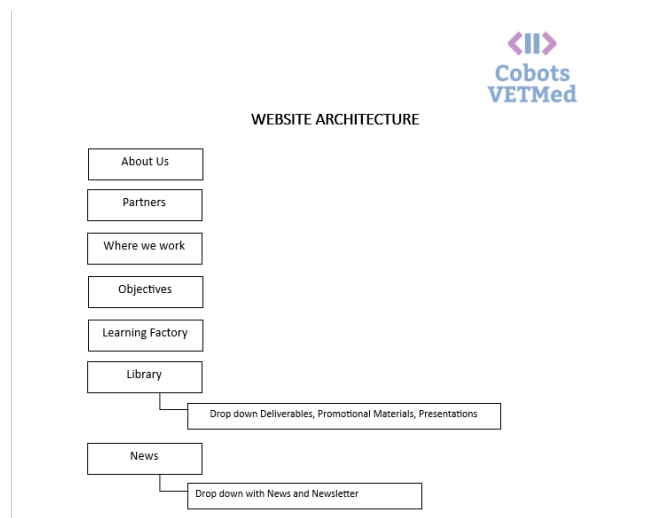 Cobots
VETMed
WEBSITE ARCHITECTURE
About Us
Partners
Where we work
Objectives
Learning Factory
Library
Drop down Deliverables, Promotional Materials, Presentations
News
Drop down with News and Newsletter